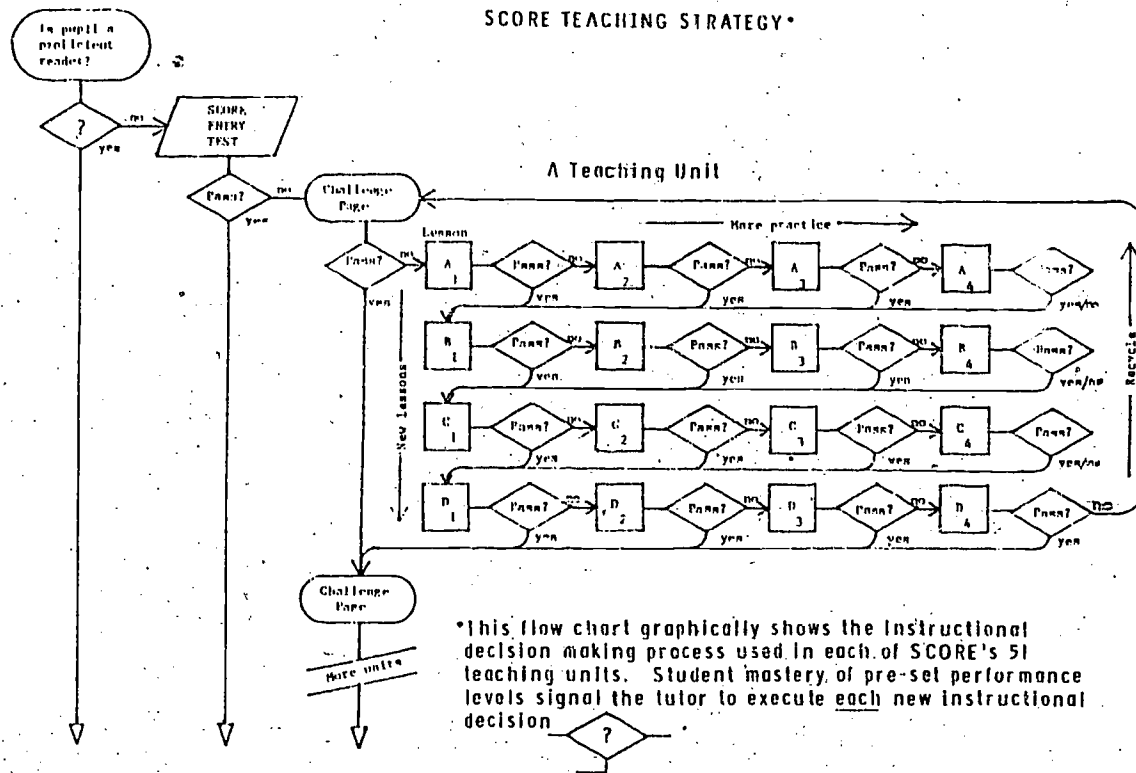 SCORE TEACHING STRATEGY*
Is pupil a
proficient
reader?
?
no
yes
SCORE
ENTRY
TEST
Pass?
no
yes
A Teaching Unit
Challenge
Page
More practice
Lesson
Pass?
no
yes
A 1
Pass?
no
yes
A 2
Pass?
no
yes
A 3
Pass?
no
yes
A 4
Pass?
yes/no
B 1
Pass?
no
yes
B 2
Pass?
no
yes
B 3
Pass?
no
yes
B 4
Pass?
yes/no
C 1
Pass?
no
yes
C 2
Pass?
no
yes
C 3
Pass?
no
yes
C 4
Pass?
yes/no
D 1
Pass?
no
yes
D 2
Pass?
no
yes
D 3
Pass?
no
yes
D 4
Pass?
no
yes
New lessons
Recycle
Challenge
Page
More units
*This flow chart graphically shows the instructional
decision making process used in each of SCORE's 51
teaching units. Student mastery of pre-set performance
levels signal the tutor to execute each new instructional
decision
?